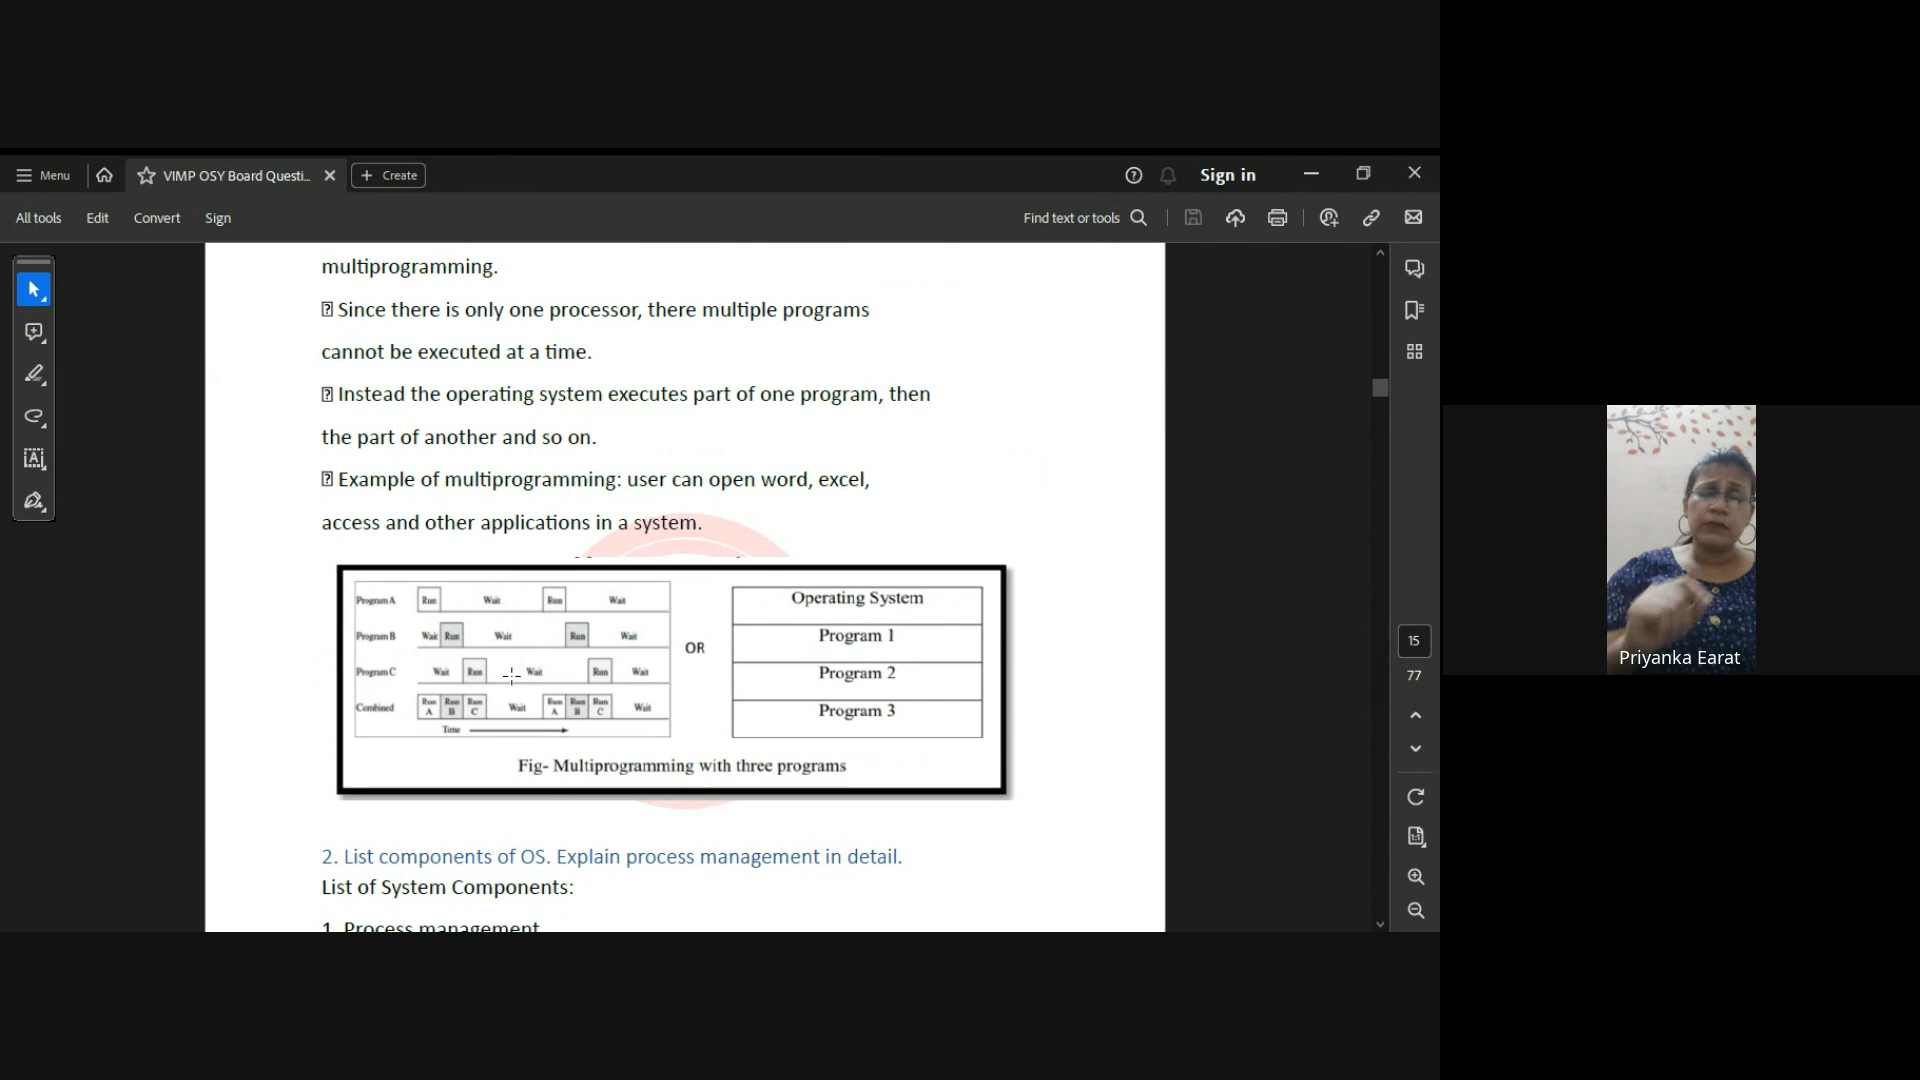 Menu
VIMP OSY Board Questi...
Create
Sign in
All tools
Edit
Convert
Sign
Find text or tools
multiprogramming.
Since there is only one processor, there multiple programs
cannot be executed at a time.
Instead the operating system executes part of one program, then
the part of another and so on.
Example of multiprogramming: user can open word, excel,
access and other applications in a system.
Program A Run Wait Run Wait
Program B Wait Run Wait Run Wait
Program C Wait Run Wait Run Wait
Combined Run A Run B Run C Wait Run A Run B Run C Wait
Time
OR
Operating System
Program 1
Program 2
Program 3
Fig- Multiprogramming with three programs
2. List components of OS. Explain process management in detail.
List of System Components:
1. Process management
15
77
Priyanka Earat